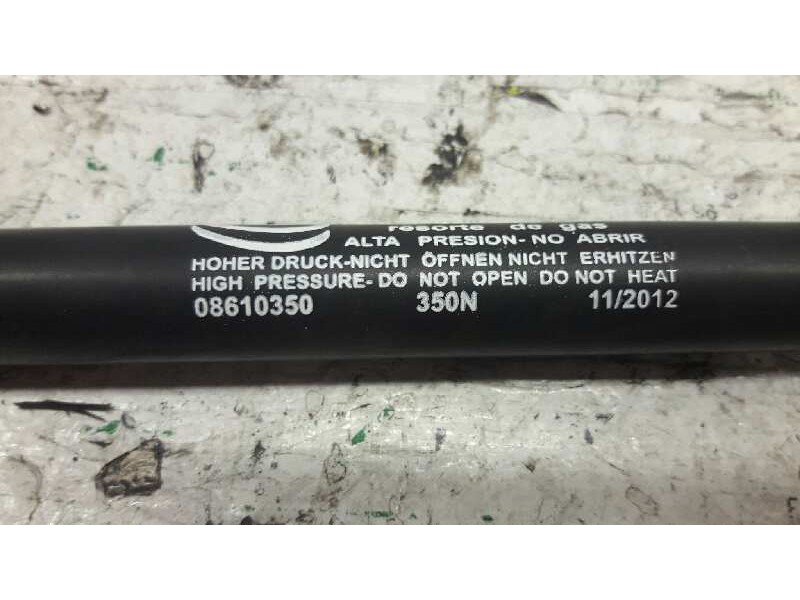 resorte de gas
ALTA PRESION- NO ABRIR
HOHER DRUCK-NICHT ÖFFNEN NICHT ERHITZEN
HIGH PRESSURE- DO NOT OPEN DO NOT HEAT
08610350 350N 11/2012